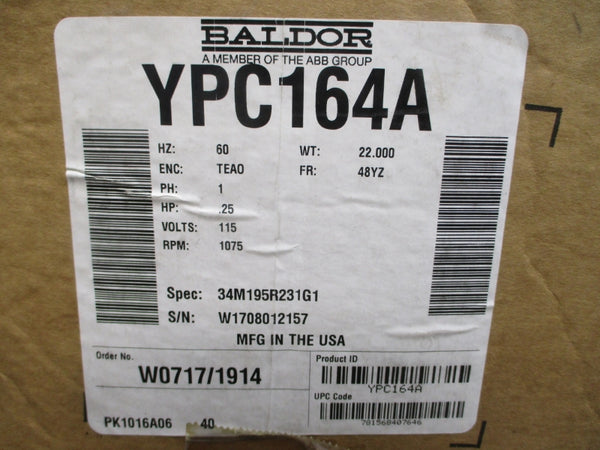 BALDOR
A MEMBER OF THE ABB GROUP
YPC164A
HZ: 60 WT: 22.000
ENC: TEAO FR: 48YZ
PH: 1
HP: .25
VOLTS: 115
RPM: 1075
Spec: 34M195R231G1
S/N: W1708012157
MFG IN THE USA
Order No.
W0717/1914
Product ID
YPC164A
UPC Code
781568407646
PK1016A06 40